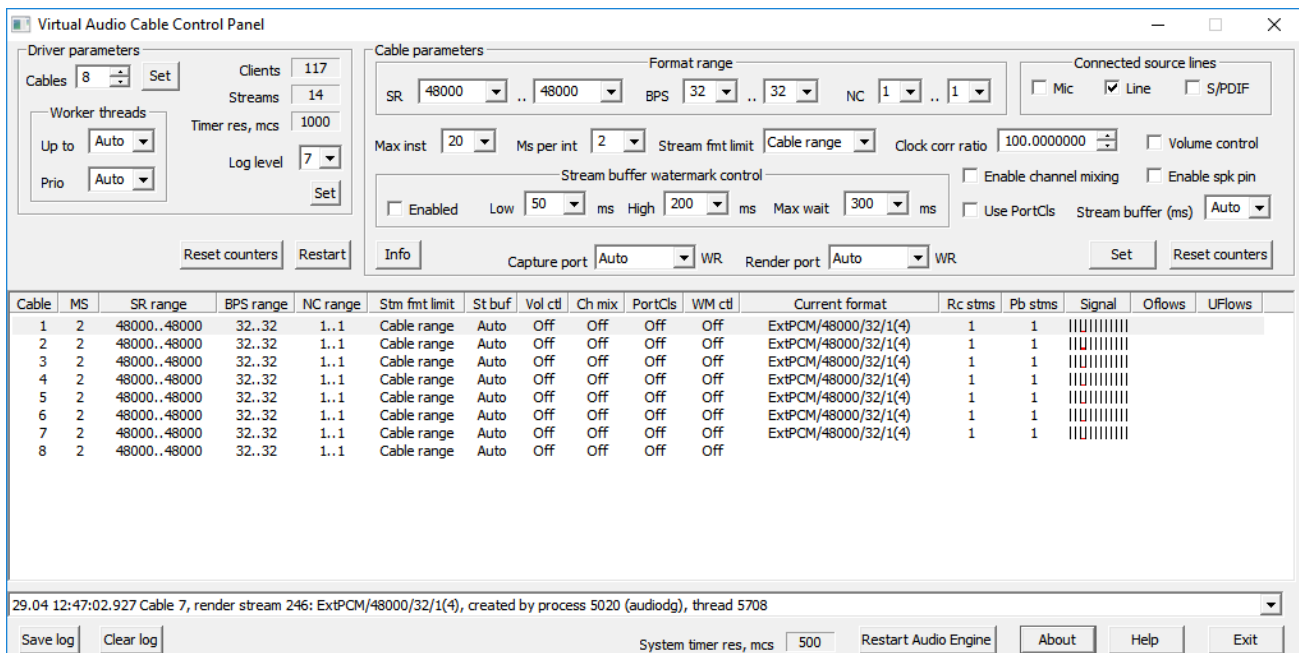 Virtual Audio Cable Control Panel
Driver parameters
Cables 8 Set
Clients 117
Streams 14
Timer res, mcs 1000
Worker threads
Up to Auto
Prio Auto
Log level 7
Set
Reset counters Restart
Cable parameters
Format range
SR 48000 .. 48000 BPS 32 .. 32 NC 1 .. 1
Connected source lines
Mic Line S/PDIF
Max inst 20 Ms per int 2 Stream fmt limit Cable range Clock corr ratio 100.0000000 Volume control
Stream buffer watermark control
Enabled Low 50 ms High 200 ms Max wait 300 ms
Enable channel mixing Enable spk pin
Use PortCls Stream buffer (ms) Auto
Info Capture port Auto WR Render port Auto WR Set Reset counters
Cable MS SR range BPS range NC range Stm fmt limit St buf Vol ctl Ch mix PortCls WM ctl Current format Rc stms Pb stms Signal Oflows UFlows
1 2 48000..48000 32..32 1..1 Cable range Auto Off Off Off Off ExtPCM/48000/32/1(4) 1 1
2 2 48000..48000 32..32 1..1 Cable range Auto Off Off Off Off ExtPCM/48000/32/1(4) 1 1
3 2 48000..48000 32..32 1..1 Cable range Auto Off Off Off Off ExtPCM/48000/32/1(4) 1 1
4 2 48000..48000 32..32 1..1 Cable range Auto Off Off Off Off ExtPCM/48000/32/1(4) 1 1
5 2 48000..48000 32..32 1..1 Cable range Auto Off Off Off Off ExtPCM/48000/32/1(4) 1 1
6 2 48000..48000 32..32 1..1 Cable range Auto Off Off Off Off ExtPCM/48000/32/1(4) 1 1
7 2 48000..48000 32..32 1..1 Cable range Auto Off Off Off Off ExtPCM/48000/32/1(4) 1 1
8 2 48000..48000 32..32 1..1 Cable range Auto Off Off Off Off
29.04 12:47:02.927 Cable 7, render stream 246: ExtPCM/48000/32/1(4), created by process 5020 (audiodg), thread 5708
Save log Clear log System timer res, mcs 500 Restart Audio Engine About Help Exit